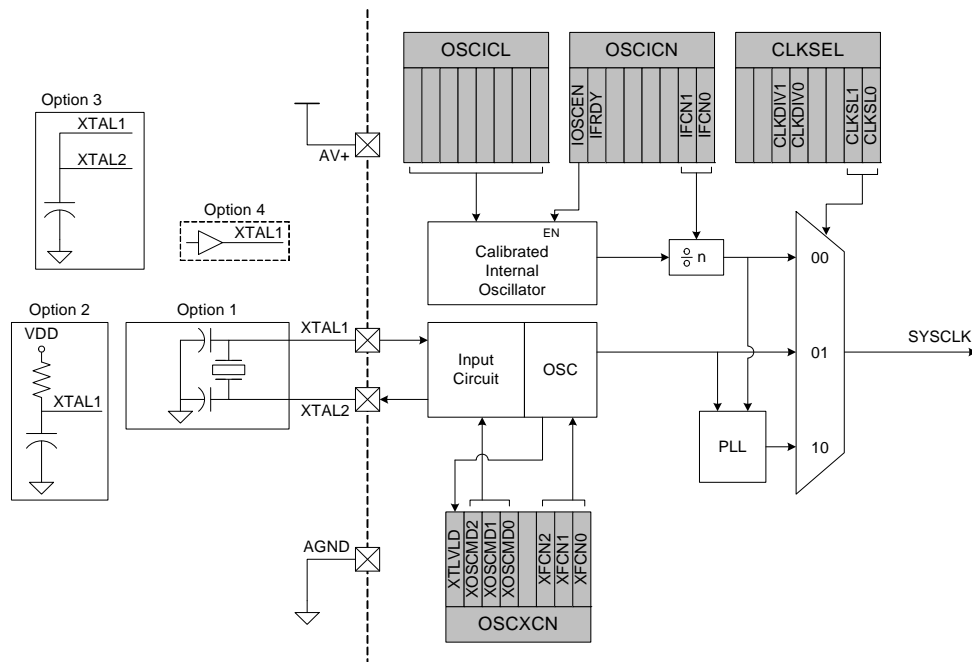 OSCICL
OSCICN
CLKSEL
IOSCEN
IFRDY
IFCN1
IFCN0
CLKDIV1
CLKDIV0
CLKSL1
CLKSL0
Option 3
XTAL1
XTAL2
AV+
Option 4
XTAL1
EN
Calibrated
Internal
Oscillator
n
00
Option 2
VDD
XTAL1
Option 1
XTAL1
XTAL2
Input
Circuit
OSC
01
SYSCLK
PLL
10
AGND
XTLVLD
XOSCMD2
XOSCMD1
XOSCMD0
XFCN2
XFCN1
XFCN0
OSCXCN